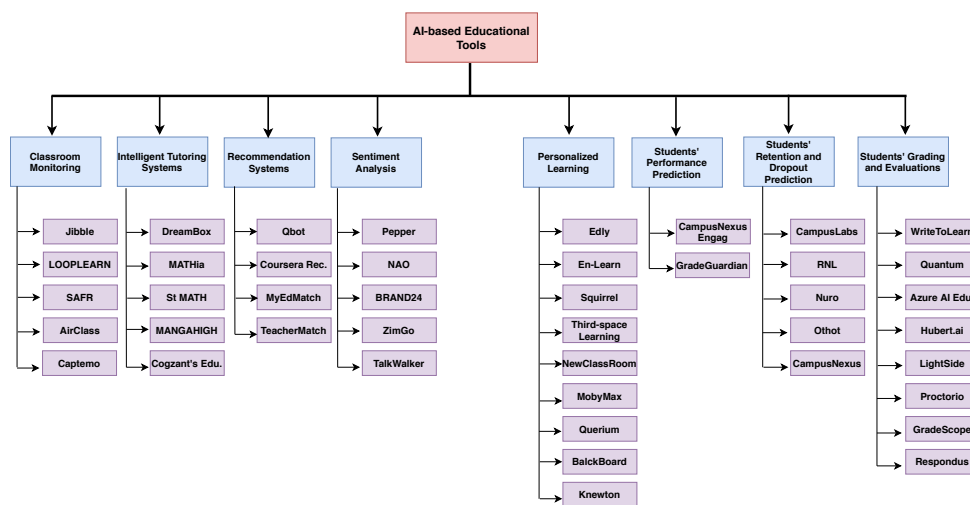 AI-based Educational
Tools
Classroom
Monitoring
Intelligent Tutoring
Systems
Recommendation
Systems
Sentiment
Analysis
Personalized
Learning
Students'
Performance
Prediction
Students'
Retention and
Dropout
Prediction
Students' Grading
and Evaluations
Jibble
LOOPLEARN
SAFR
AirClass
Captemo
DreamBox
MATHia
St MATH
MANGAHIGH
Cogzant's Edu.
Qbot
Coursera Rec.
MyEdMatch
TeacherMatch
Pepper
NAO
BRAND24
ZimGo
TalkWalker
Edly
En-Learn
Squirrel
Third-space
Learning
NewClassRoom
MobyMax
Querium
BalckBoard
Knewton
CampusNexus
Engag
GradeGuardian
CampusLabs
RNL
Nuro
Othot
CampusNexus
WriteToLearn
Quantum
Azure AI Edu
Hubert.ai
LightSide
Proctorio
GradeScope
Respondus